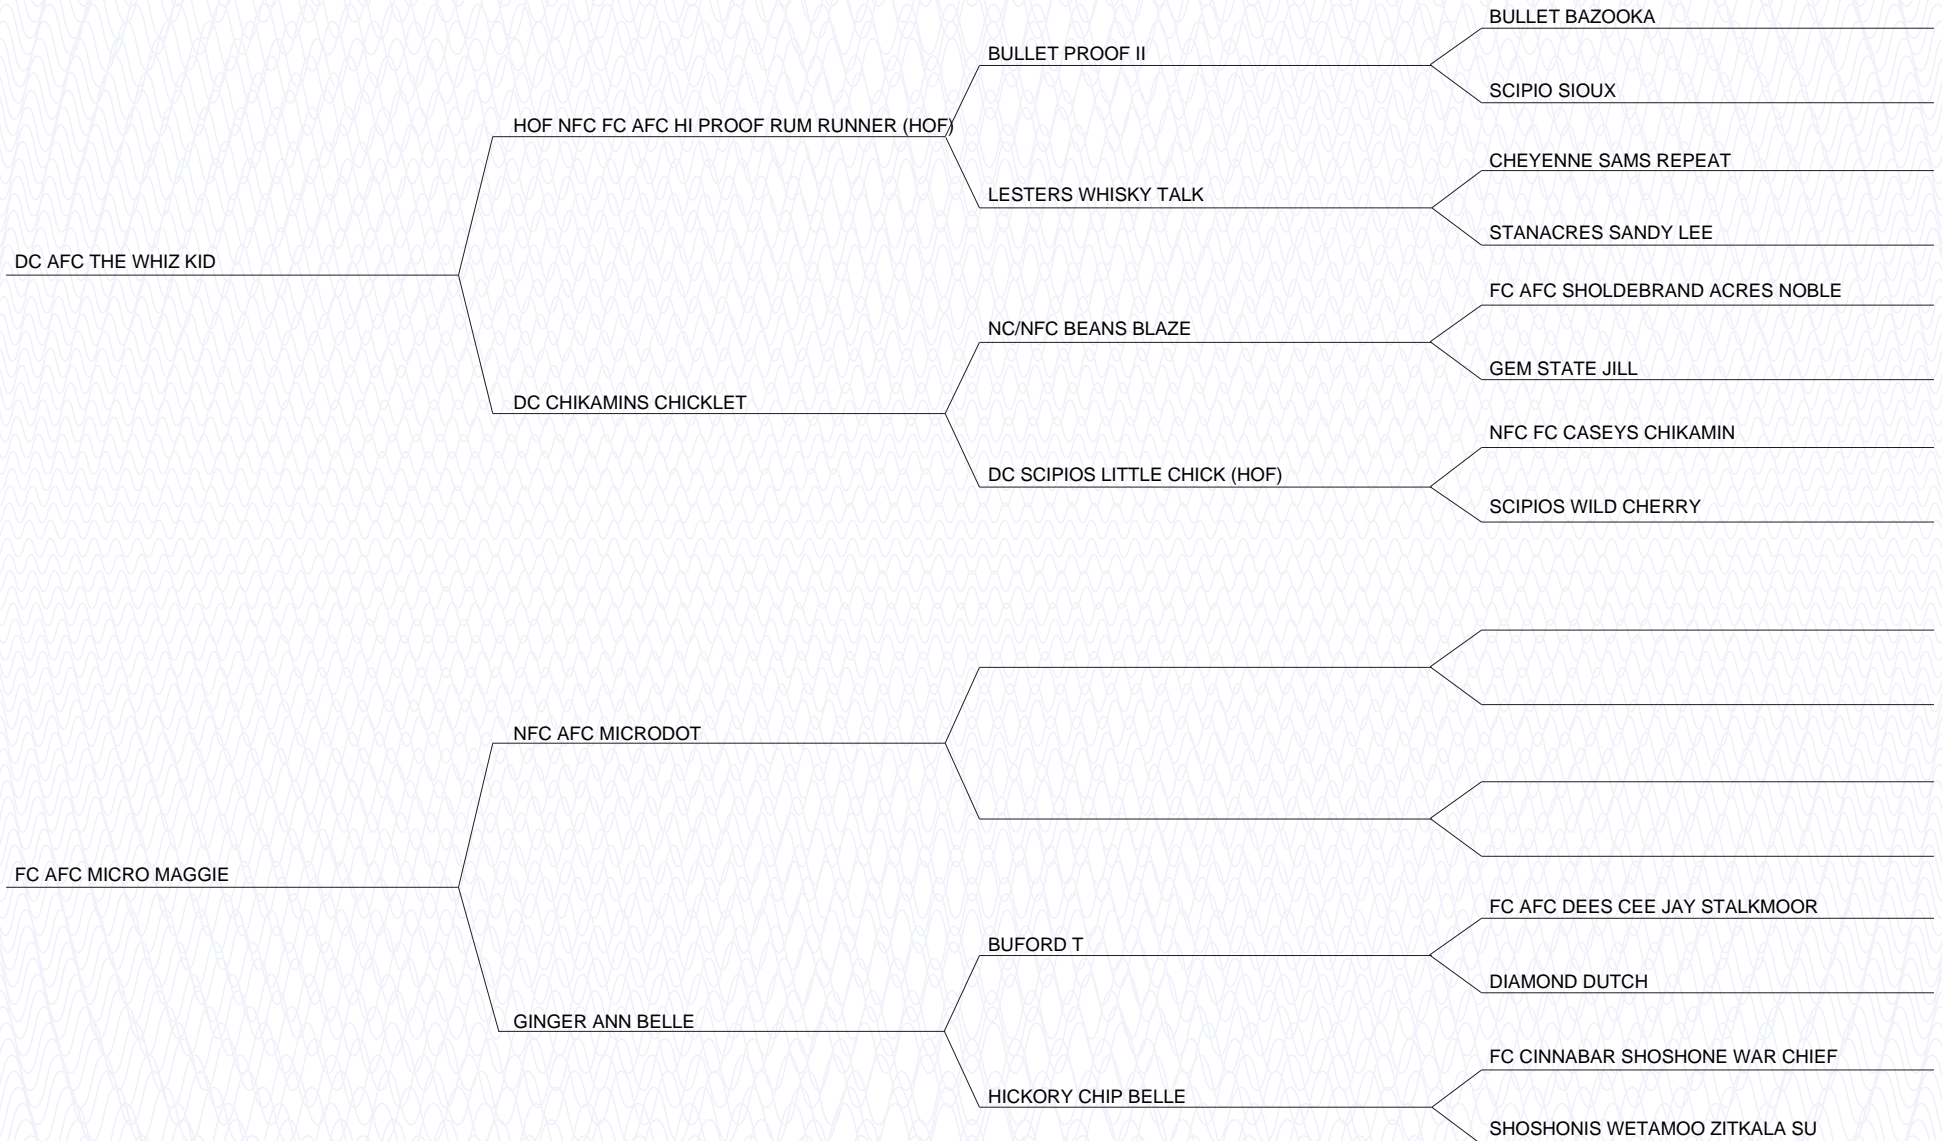 BULLET BAZOOKA
BULLET PROOF II
SCIPIO SIOUX
HOF NFC FC AFC HI PROOF RUM RUNNER (HOF)
CHEYENNE SAMS REPEAT
LESTERS WHISKY TALK
STANACRES SANDY LEE
DC AFC THE WHIZ KID
FC AFC SHOLDEBRAND ACRES NOBLE
NC/NFC BEANS BLAZE
GEM STATE JILL
DC CHIKAMINS CHICKLET
NFC FC CASEYS CHIKAMIN
DC SCIPIOS LITTLE CHICK (HOF)
SCIPIOS WILD CHERRY
NFC AFC MICRODOT
FC AFC MICRO MAGGIE
FC AFC DEES CEE JAY STALKMOOR
BUFORD T
DIAMOND DUTCH
GINGER ANN BELLE
FC CINNABAR SHOSHONE WAR CHIEF
HICKORY CHIP BELLE
SHOSHONIS WETAMOO ZITKALA SU